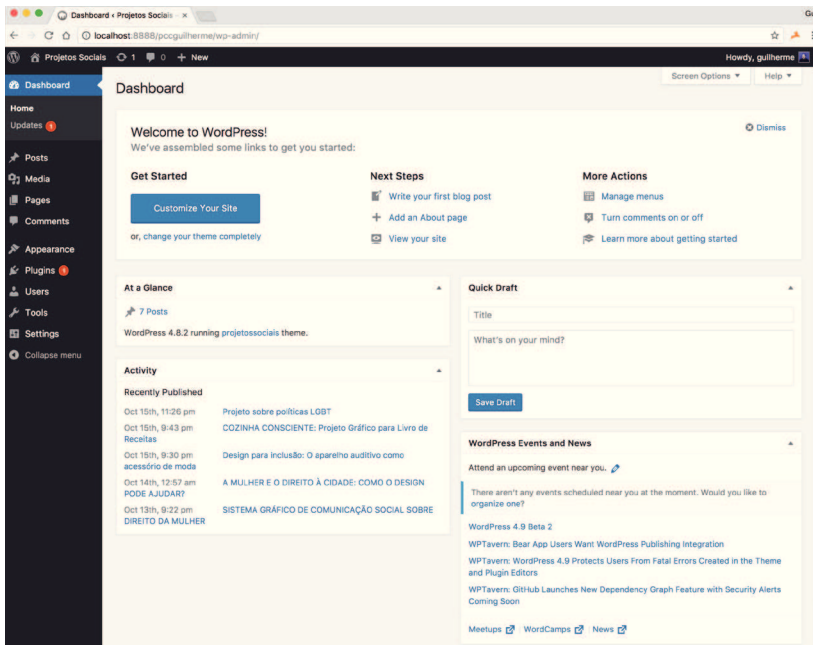 Dashboard ‹ Projetos Sociais
Gu
localhost:8888/pccguilherme/wp-admin/
Projetos Sociais 1 0 + New
Howdy, guilherme
Screen Options
Help
Dashboard
Home
Updates 1
Posts
Media
Pages
Comments
Appearance
Plugins 1
Users
Tools
Settings
Collapse menu
Dashboard
Welcome to WordPress!
Dismiss
We've assembled some links to get you started:
Get Started
Customize Your Site
or, change your theme completely
Next Steps
Write your first blog post
Add an About page
View your site
More Actions
Manage menus
Turn comments on or off
Learn more about getting started
At a Glance
7 Posts
WordPress 4.8.2 running projetossociais theme.
Activity
Recently Published
Oct 15th, 11:26 pm Projeto sobre políticas LGBT
Oct 15th, 9:43 pm COZINHA CONSCIENTE: Projeto Gráfico para Livro de
Receitas
Oct 15th, 9:30 pm Design para inclusão: O aparelho auditivo como
acessório de moda
Oct 14th, 12:57 am A MULHER E O DIREITO À CIDADE: COMO O DESIGN
PODE AJUDAR?
Oct 13th, 9:22 pm SISTEMA GRÁFICO DE COMUNICAÇÃO SOCIAL SOBRE
DIREITO DA MULHER
Quick Draft
Title
What's on your mind?
Save Draft
WordPress Events and News
Attend an upcoming event near you.
There aren't any events scheduled near you at the moment. Would you like to
organize one?
WordPress 4.9 Beta 2
WPTavern: Bear App Users Want WordPress Publishing Integration
WPTavern: WordPress 4.9 Protects Users From Fatal Errors Created in the Theme
and Plugin Editors
WPTavern: GitHub Launches New Dependency Graph Feature with Security Alerts
Coming Soon
Meetups | WordCamps | News